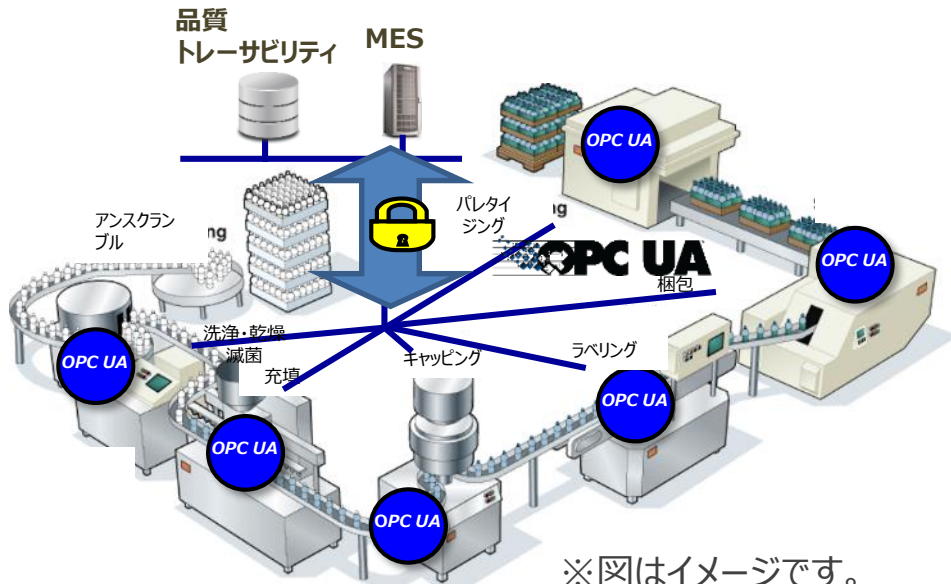 品質
トレーサビリティ
MES
OPC UA
アンスクラン
ブル
ng
パレタイ
ジング
ng
OPC UA
OPC UA
梱包
洗浄・乾燥
滅菌
充填
キャッピング
ラベリング
OPC UA
OPC UA
OPC UA
OPC UA
※図はイメージです。